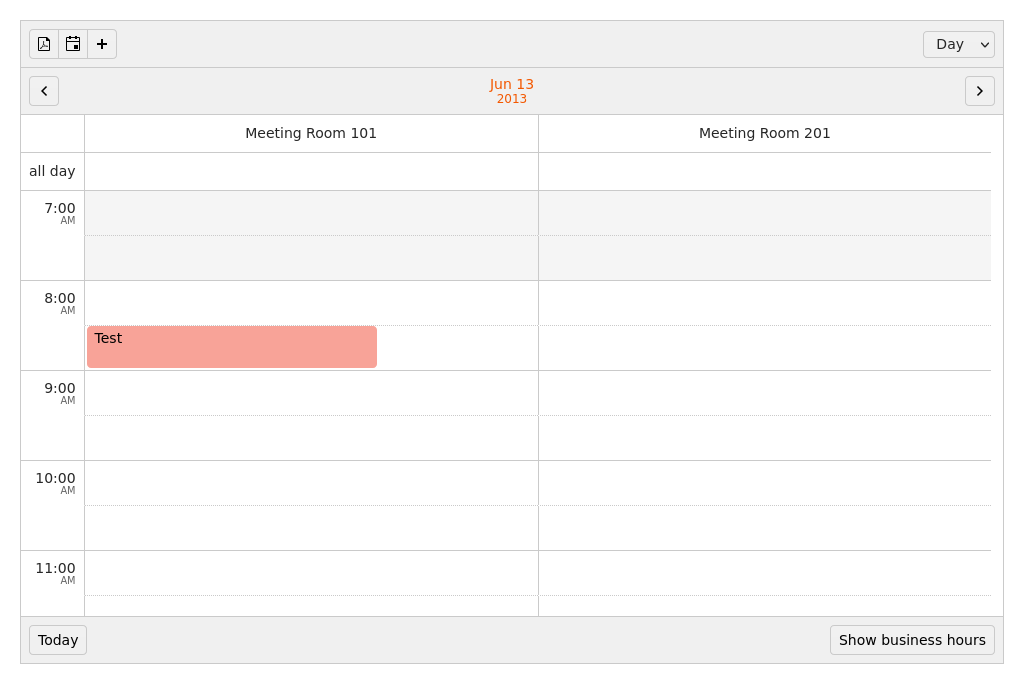 Day
Jun 13
2013
Meeting Room 101 Meeting Room 201
all day
7:00
AM
8:00
AM
Test
9:00
AM
10:00
AM
11:00
AM
Today Show business hours